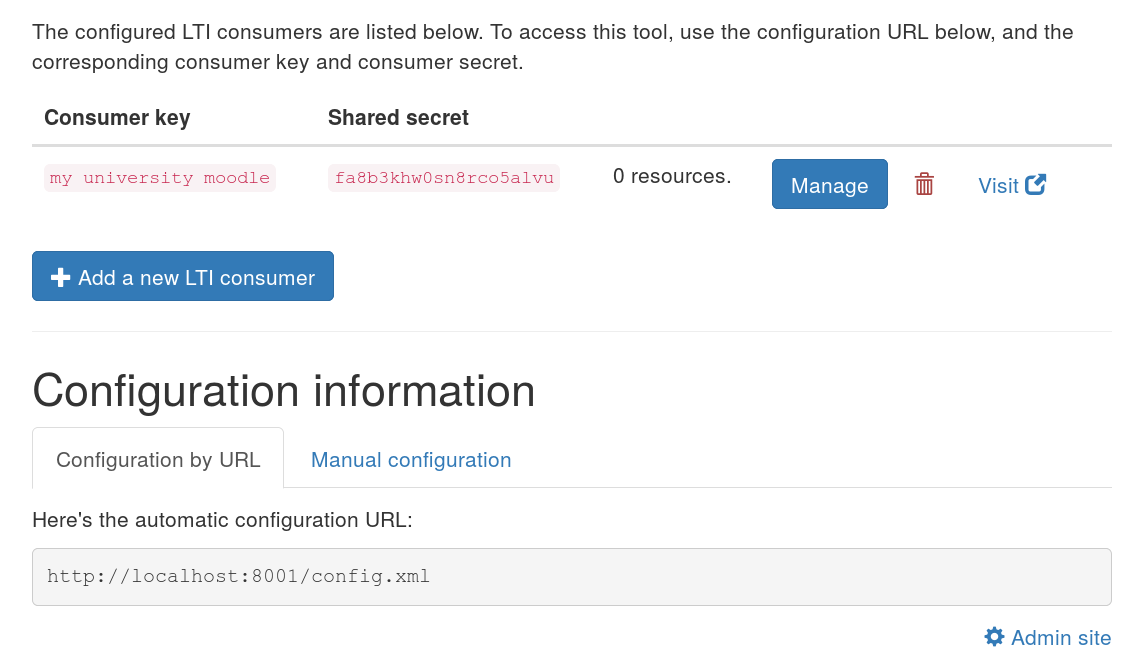 The configured LTI consumers are listed below. To access this tool, use the configuration URL below, and the
corresponding consumer key and consumer secret.
Consumer key Shared secret
my university moodle fa8b3khw0sn8rco5alvu 0 resources. Manage Visit
Add a new LTI consumer
Configuration information
Configuration by URL Manual configuration
Here's the automatic configuration URL:
http://localhost:8001/config.xml
Admin site